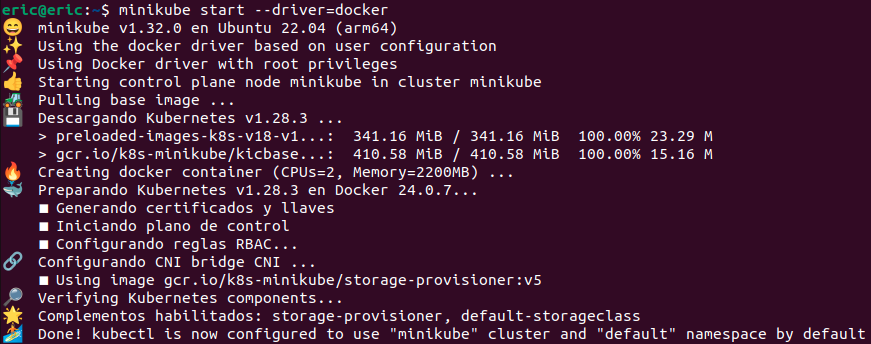 eric@eric:~$ minikube start --driver=docker
😄 minikube v1.32.0 en Ubuntu 22.04 (arm64)
✨ Using the docker driver based on user configuration
📌 Using Docker driver with root privileges
👍 Starting control plane node minikube in cluster minikube
🚜 Pulling base image ...
💾 Descargando Kubernetes v1.28.3 ...
> preloaded-images-k8s-v18-v1...: 341.16 MiB / 341.16 MiB 100.00% 23.29 M
> gcr.io/k8s-minikube/kicbase...: 410.58 MiB / 410.58 MiB 100.00% 15.16 M
🔥 Creating docker container (CPUs=2, Memory=2200MB) ...
🐳 Preparando Kubernetes v1.28.3 en Docker 24.0.7...
▪ Generando certificados y llaves
▪ Iniciando plano de control
▪ Configurando reglas RBAC...
🔗 Configurando CNI bridge CNI ...
▪ Using image gcr.io/k8s-minikube/storage-provisioner:v5
🔎 Verifying Kubernetes components...
🌟 Complementos habilitados: storage-provisioner, default-storageclass
🏄 Done! kubectl is now configured to use "minikube" cluster and "default" namespace by default